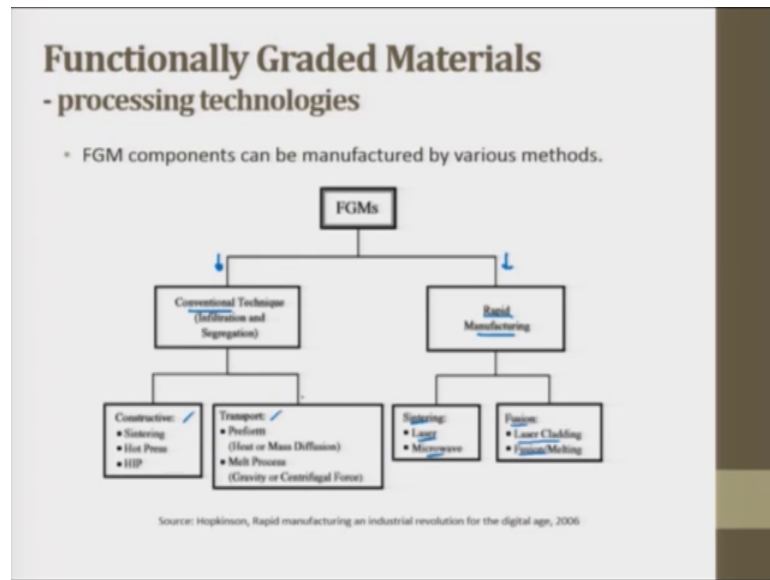 Functionally Graded Materials
- processing technologies
• FGM components can be manufactured by various methods.
FGMs
Conventional Technique
(Infiltration and
Segregation)
Rapid
Manufacturing
Constructive:
• Sintering
• Hot Press
• HIP
Transport:
• Preform
(Heat or Mass Diffusion)
• Melt Process
(Gravity or Centrifugal Force)
Sintering:
• Laser
• Microwave
Fusion:
• Laser Cladding
• Fusion/Melting
Source: Hopkinson, Rapid manufacturing an industrial revolution for the digital age, 2006